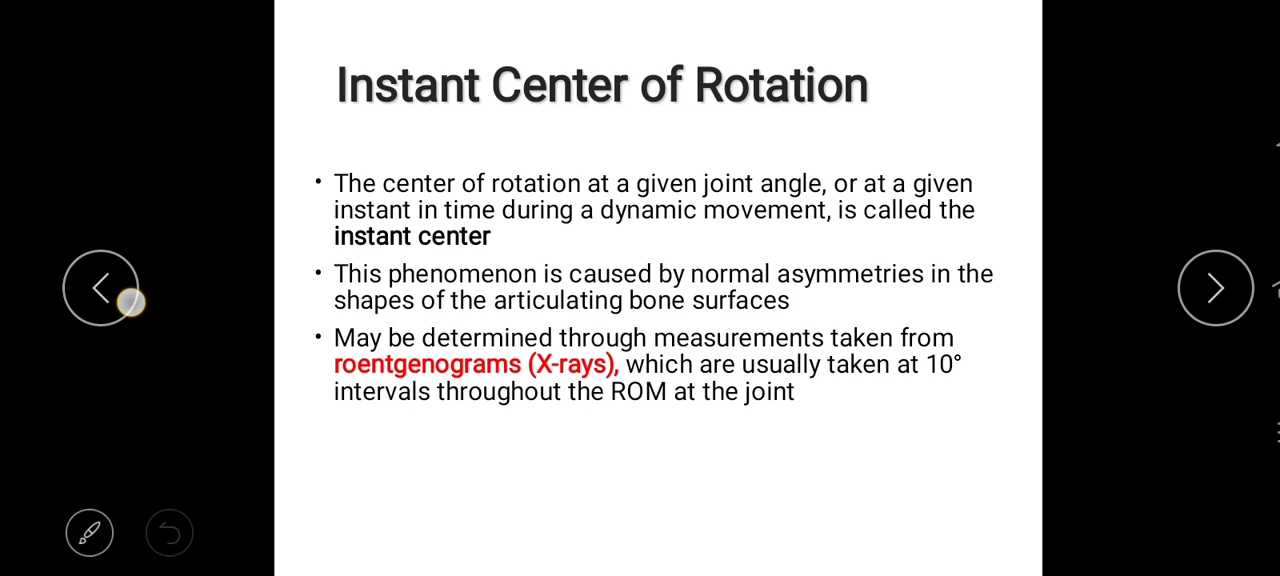 Instant Center of Rotation
• The center of rotation at a given joint angle, or at a given
instant in time during a dynamic movement, is called the
instant center
• This phenomenon is caused by normal asymmetries in the
shapes of the articulating bone surfaces
• May be determined through measurements taken from
roentgenograms (X-rays), which are usually taken at 10°
intervals throughout the ROM at the joint